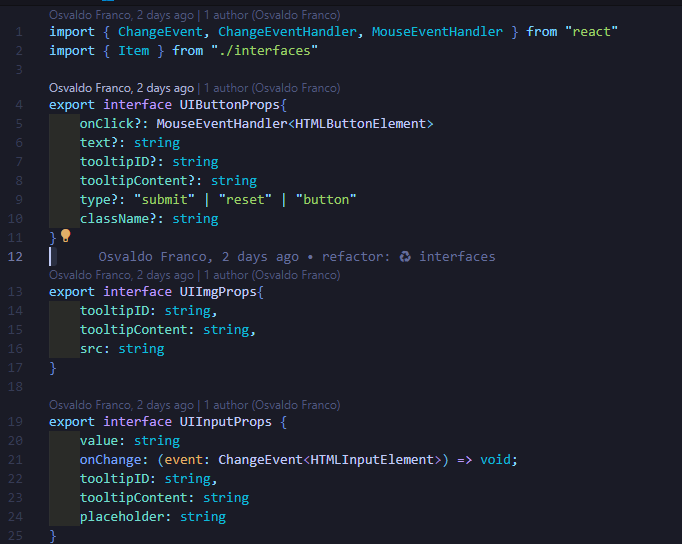 Osvaldo Franco, 2 days ago | 1 author (Osvaldo Franco)
1 import { ChangeEvent, ChangeEventHandler, MouseEventHandler } from "react"
2 import { Item } from "./interfaces"
3
Osvaldo Franco, 2 days ago | 1 author (Osvaldo Franco)
4 export interface UIButtonProps{
5 onClick?: MouseEventHandler<HTMLButtonElement>
6 text?: string
7 tooltipID?: string
8 tooltipContent?: string
9 type?: "submit" | "reset" | "button"
10 className?: string
11 }
12 Osvaldo Franco, 2 days ago • refactor: ♻ interfaces
Osvaldo Franco, 2 days ago | 1 author (Osvaldo Franco)
13 export interface UIImgProps{
14 tooltipID: string,
15 tooltipContent: string,
16 src: string
17 }
18
Osvaldo Franco, 2 days ago | 1 author (Osvaldo Franco)
19 export interface UIInputProps {
20 value: string
21 onChange: (event: ChangeEvent<HTMLInputElement>) => void;
22 tooltipID: string,
23 tooltipContent: string
24 placeholder: string
25 }